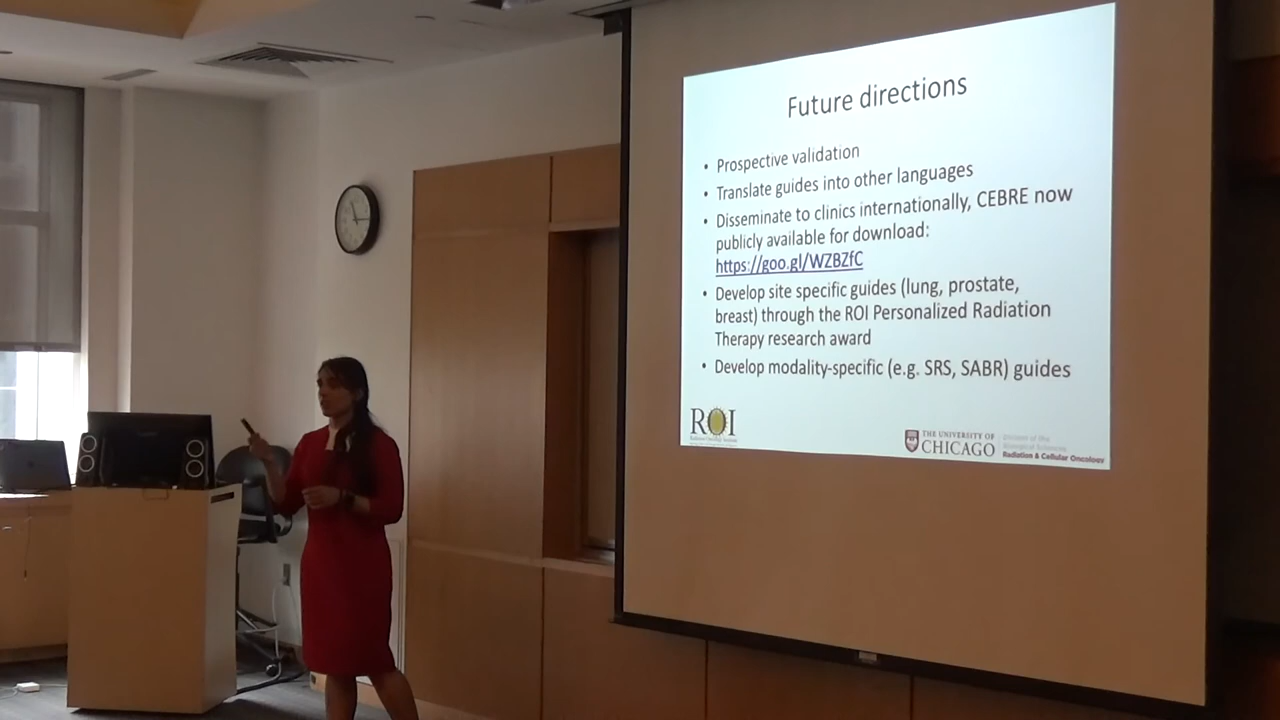 Future directions
• Prospective validation
• Translate guides into other languages
• Disseminate to clinics internationally, CEBRE now
publicly available for download:
https://goo.gl/WZBZfC
• Develop site specific guides (lung, prostate,
breast) through the ROI Personalized Radiation
Therapy research award
• Develop modality-specific (e.g. SRS, SABR) guides
ROI
THE UNIVERSITY OF
CHICAGO
Radiation & Cellular Oncology